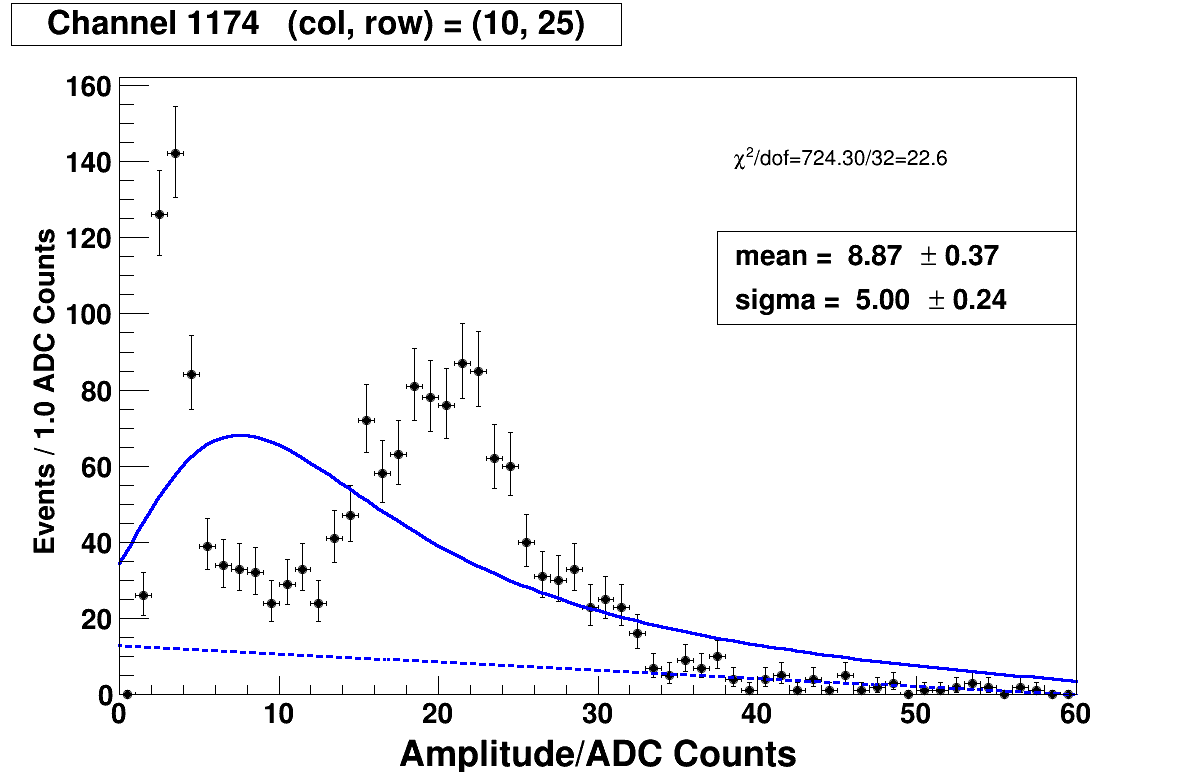 Channel 1174 (col, row) = (10, 25)
160
140
120
100
80
60
40
20
0
Events / 1.0 ADC Counts
χ²/dof=724.30/32=22.6
mean = 8.87 ± 0.37
sigma = 5.00 ± 0.24
0 10 20 30 40 50 60
Amplitude/ADC Counts